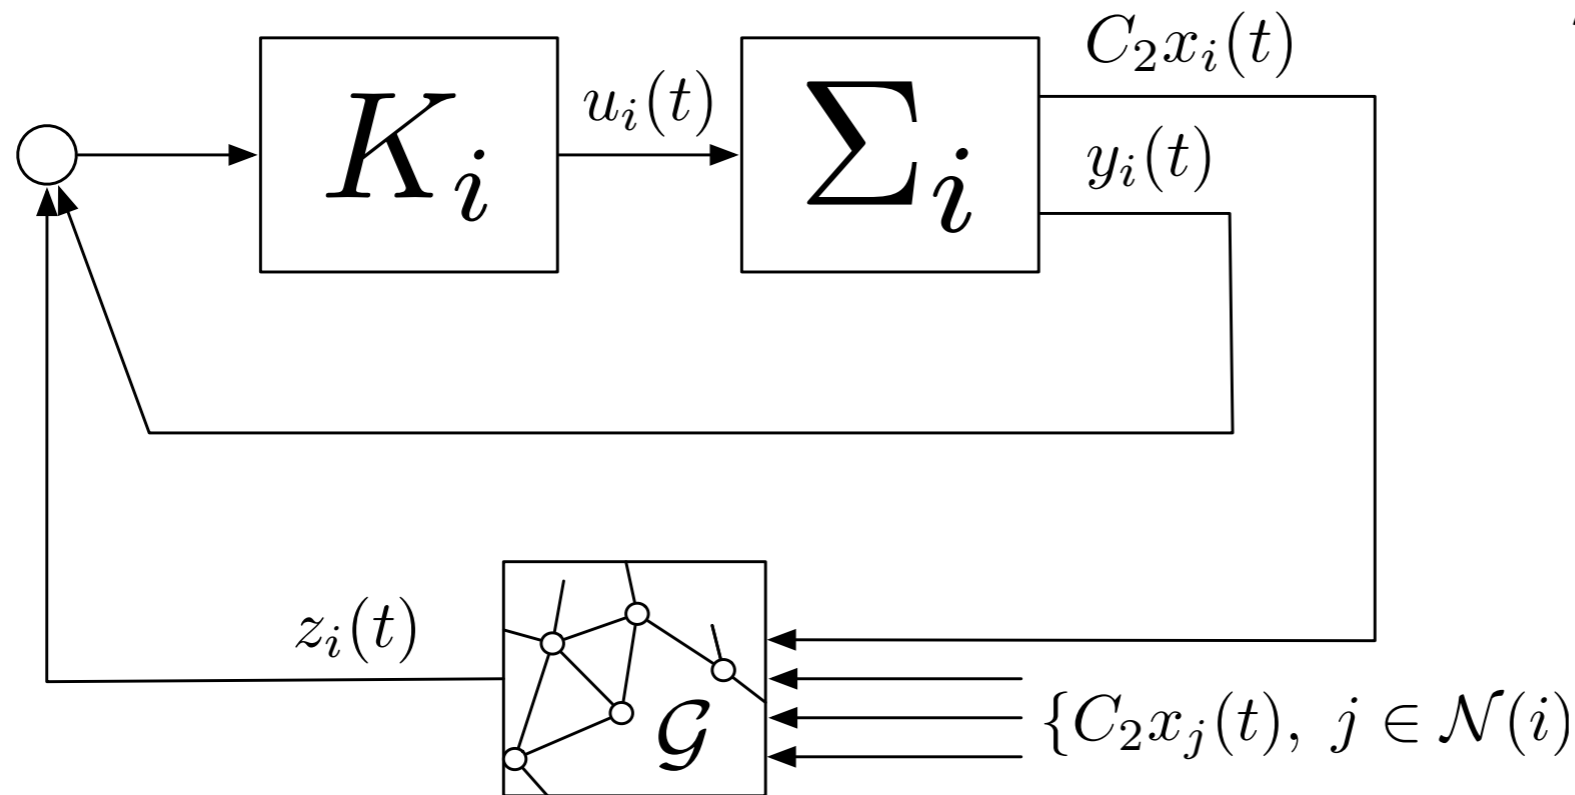 C₂xᵢ(t)
Kᵢ
uᵢ(t)
Σᵢ
yᵢ(t)
zᵢ(t)
𝒢
{C₂xⱼ(t), j ∈ 𝒩(i)